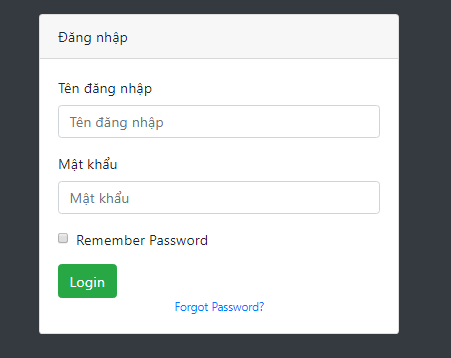 Đăng nhập
Tên đăng nhập
Tên đăng nhập
Mật khẩu
Mật khẩu
Remember Password
Login
Forgot Password?